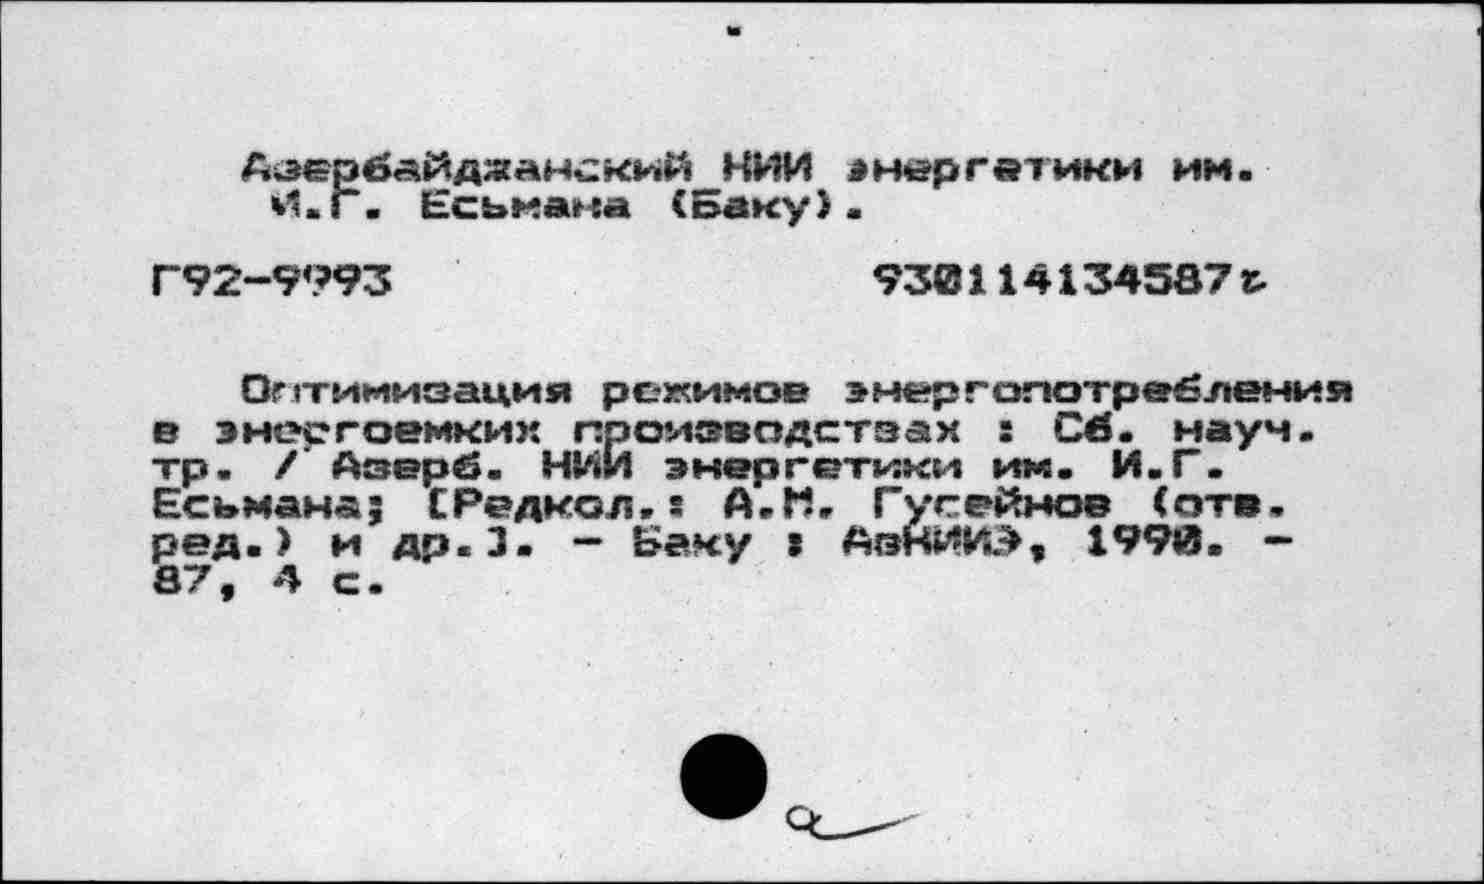 Азербайджанский НИИ энергетики им.
И.Г. Есьмана (Баку).
Г92-9993 930114134587
Оптимизация режимов энергопотребления
в энергоемких производствах : Сб. науч.
тр. / Азерб. НИИ энергетики им. И.Г.
Есьмана; [Редкол.: А.М. Гусейнов (отв.
ред.) и др.]. - Баку : АзНИИЭ, 1990. -
87, 4 с.